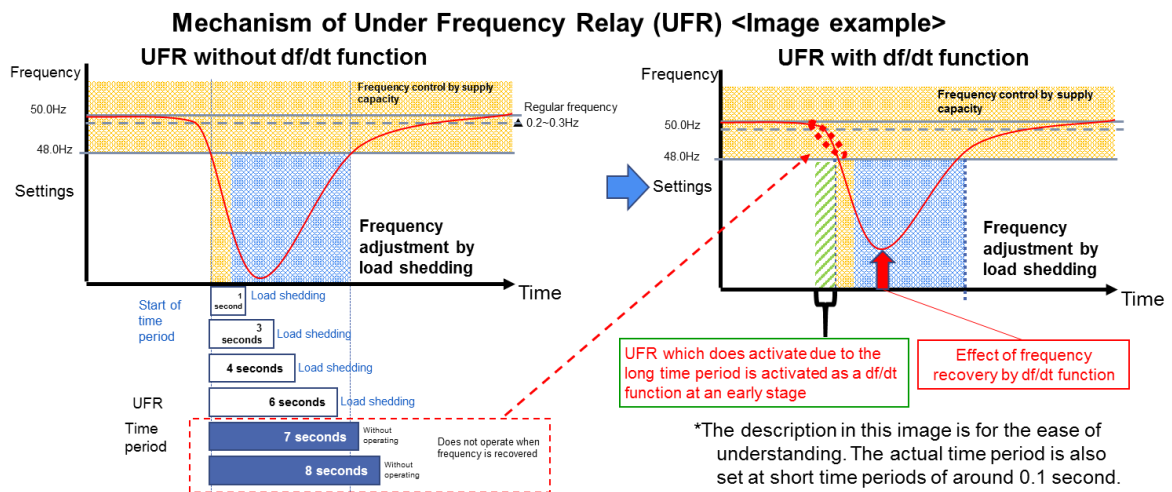 Mechanism of Under Frequency Relay (UFR) <Image example>
UFR without df/dt function
Frequency
Frequency control by supply
capacity
50.0Hz
Regular frequency
▲ 0.2~0.3Hz
48.0Hz
Settings
Frequency
adjustment by
load shedding
Time
Start of
time
period
1
second
Load shedding
3
seconds
Load shedding
4 seconds
Load shedding
UFR
6 seconds
Load shedding
Time
period
7 seconds
Without
operating
8 seconds
Without
operating
Does not operate when
frequency is recovered
UFR with df/dt function
Frequency
Frequency control by supply
capacity
50.0Hz
48.0Hz
Settings
Frequency
adjustment by
load shedding
Time
UFR which does activate due to the
long time period is activated as a df/dt
function at an early stage
Effect of frequency
recovery by df/dt function
*The description in this image is for the ease of
understanding. The actual time period is also
set at short time periods of around 0.1 second.